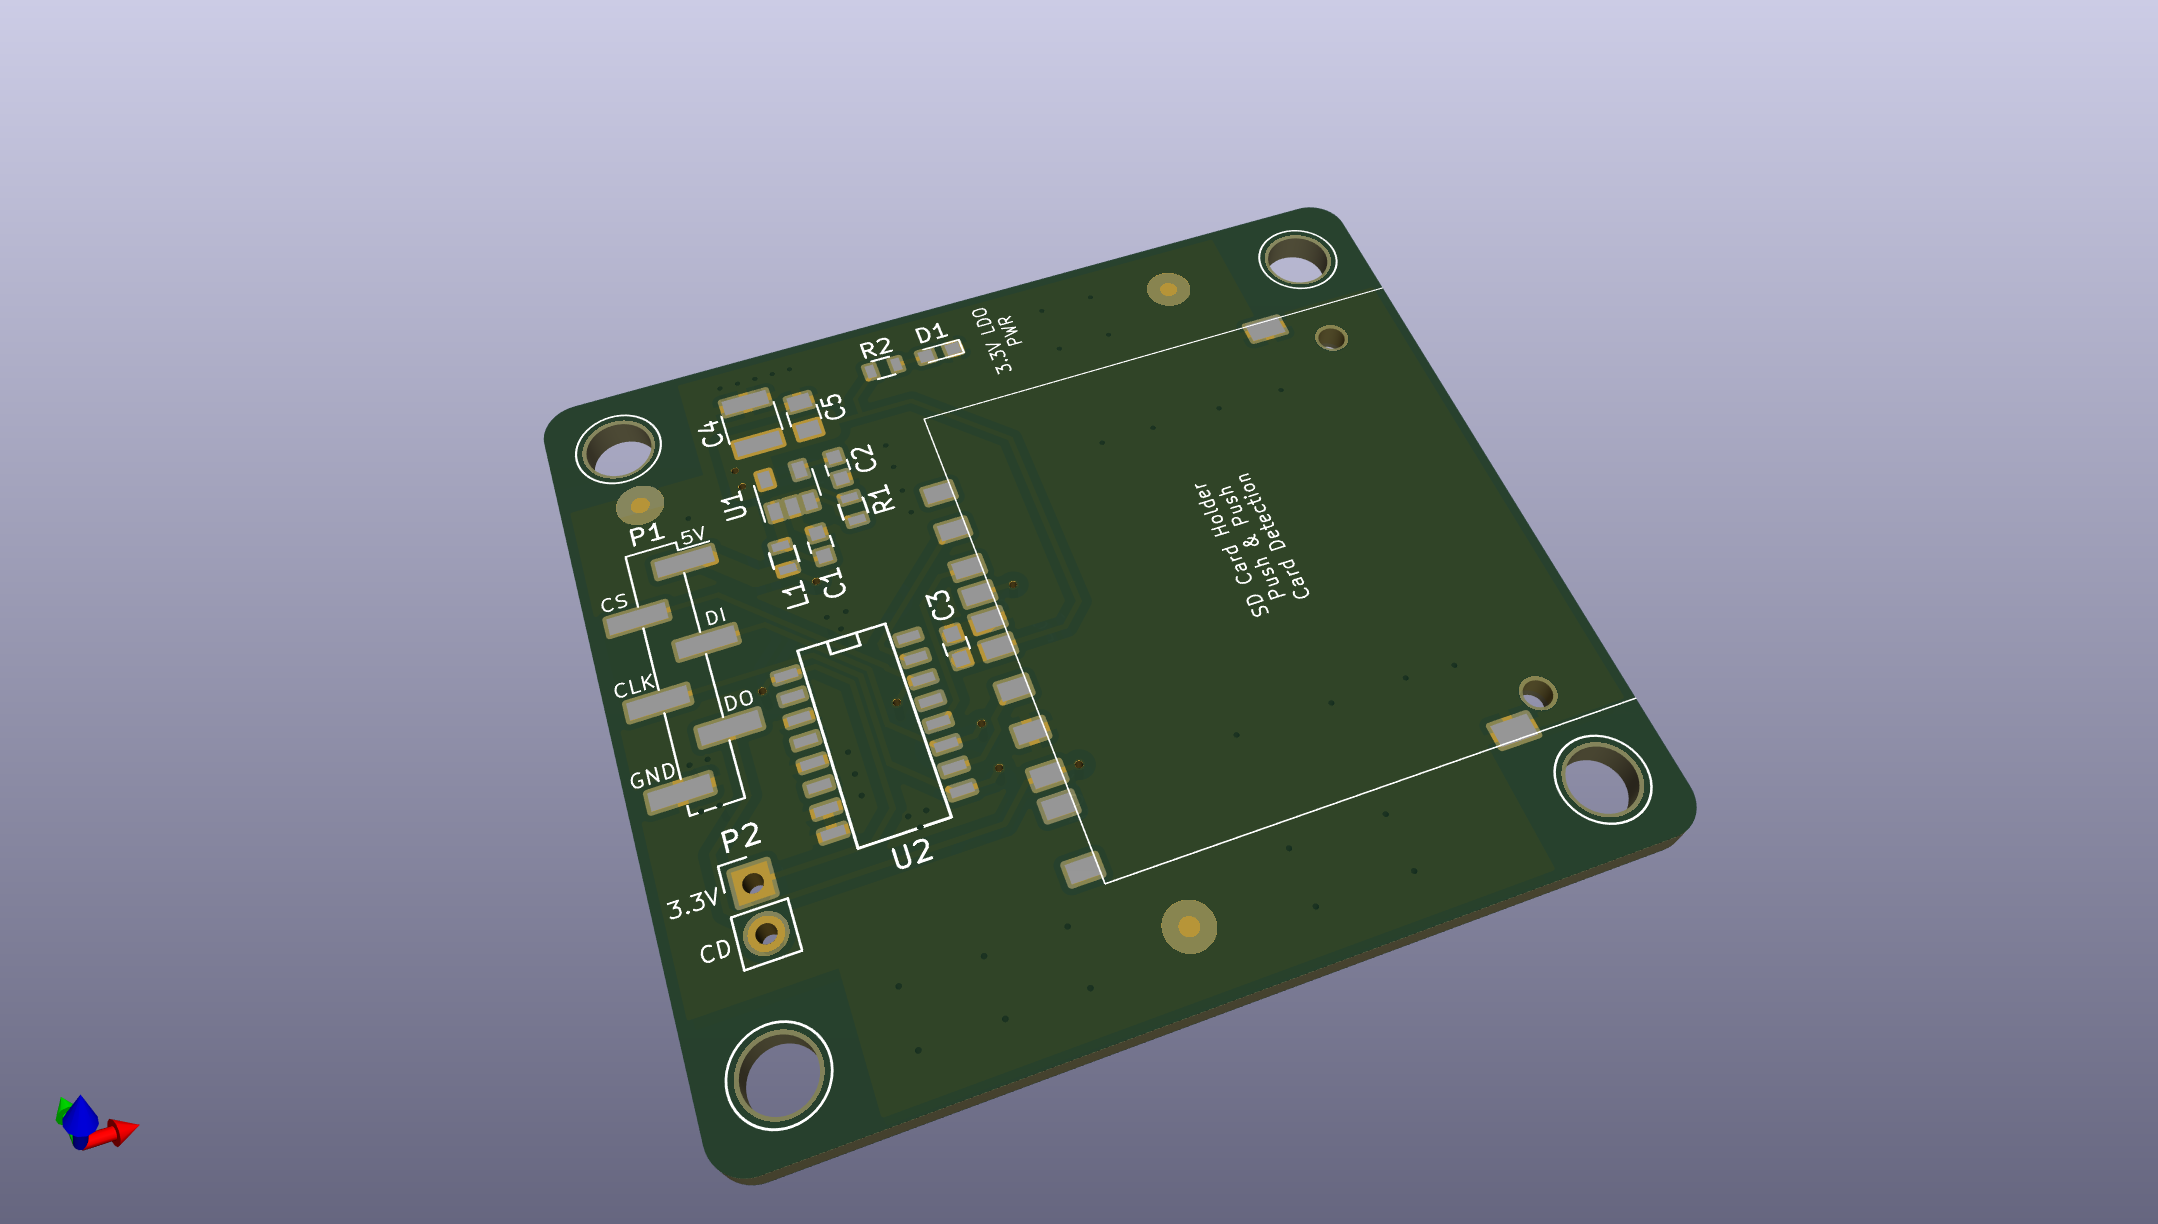 R2
D1
3.3V LDO
PWR
C4
C5
C2
R1
U1
P1
5V
L1
C1
CS
DI
C3
CLK
DO
GND
SD Card Holder
Push & Push
Card Detection
P2
U2
3.3V
CD